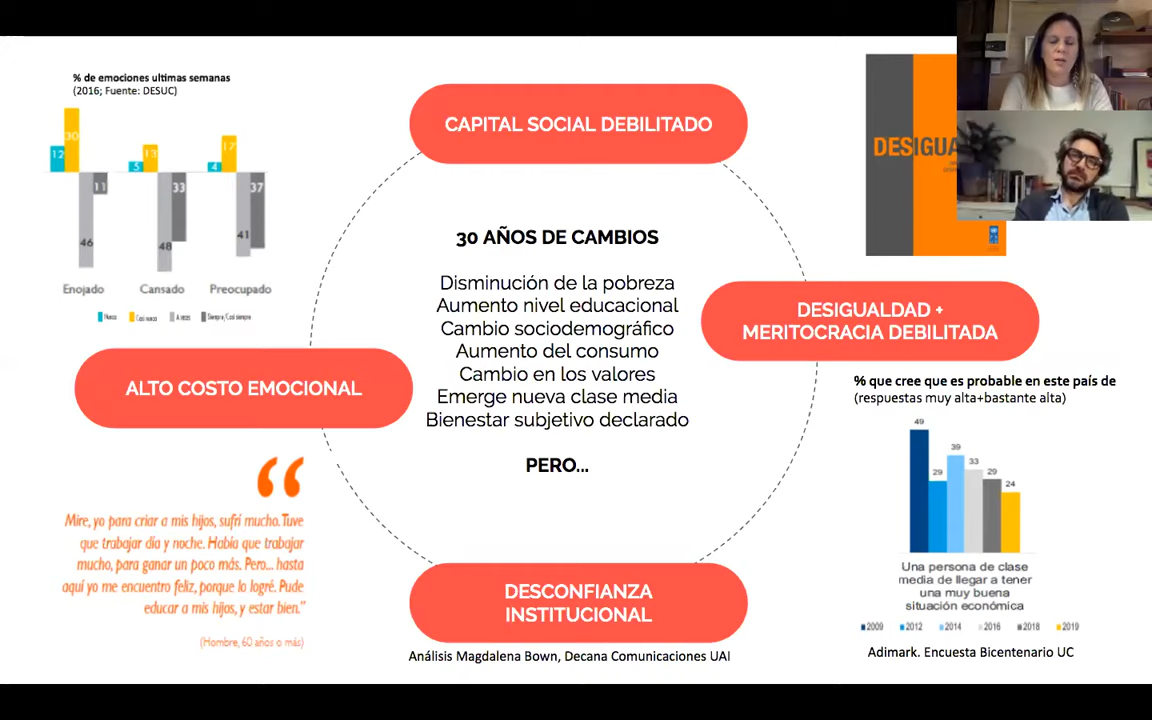 % de emociones ultimas semanas
(2016; Fuente: DESUC)
12
30
46
11
5
13
48
33
4
17
41
37
Enojado
Cansado
Preocupado
Nunca
Casi nunca
A veces
Siempre/Casi siempre
CAPITAL SOCIAL DEBILITADO
DESIGUA
30 AÑOS DE CAMBIOS
Disminución de la pobreza
Aumento nivel educacional
Cambio sociodemográfico
Aumento del consumo
Cambio en los valores
Emerge nueva clase media
Bienestar subjetivo declarado
PERO...
DESIGUALDAD +
MERITOCRACIA DEBILITADA
ALTO COSTO EMOCIONAL
% que cree que es probable en este país de
(respuestas muy alta+bastante alta)
49
29
39
33
29
24
Una persona de clase
media de llegar a tener
una muy buena
situación económica
2009
2012
2014
2016
2018
2019
Adimark. Encuesta Bicentenario UC
“
Mire, yo para criar a mis hijos, sufrí mucho. Tuve
que trabajar día y noche. Había que trabajar
mucho, para ganar un poco más. Pero... hasta
aquí yo me encuentro feliz, porque lo logré. Pude
educar a mis hijos, y estar bien.”
(Hombre, 60 años o más)
DESCONFIANZA
INSTITUCIONAL
Análisis Magdalena Bown, Decana Comunicaciones UAI